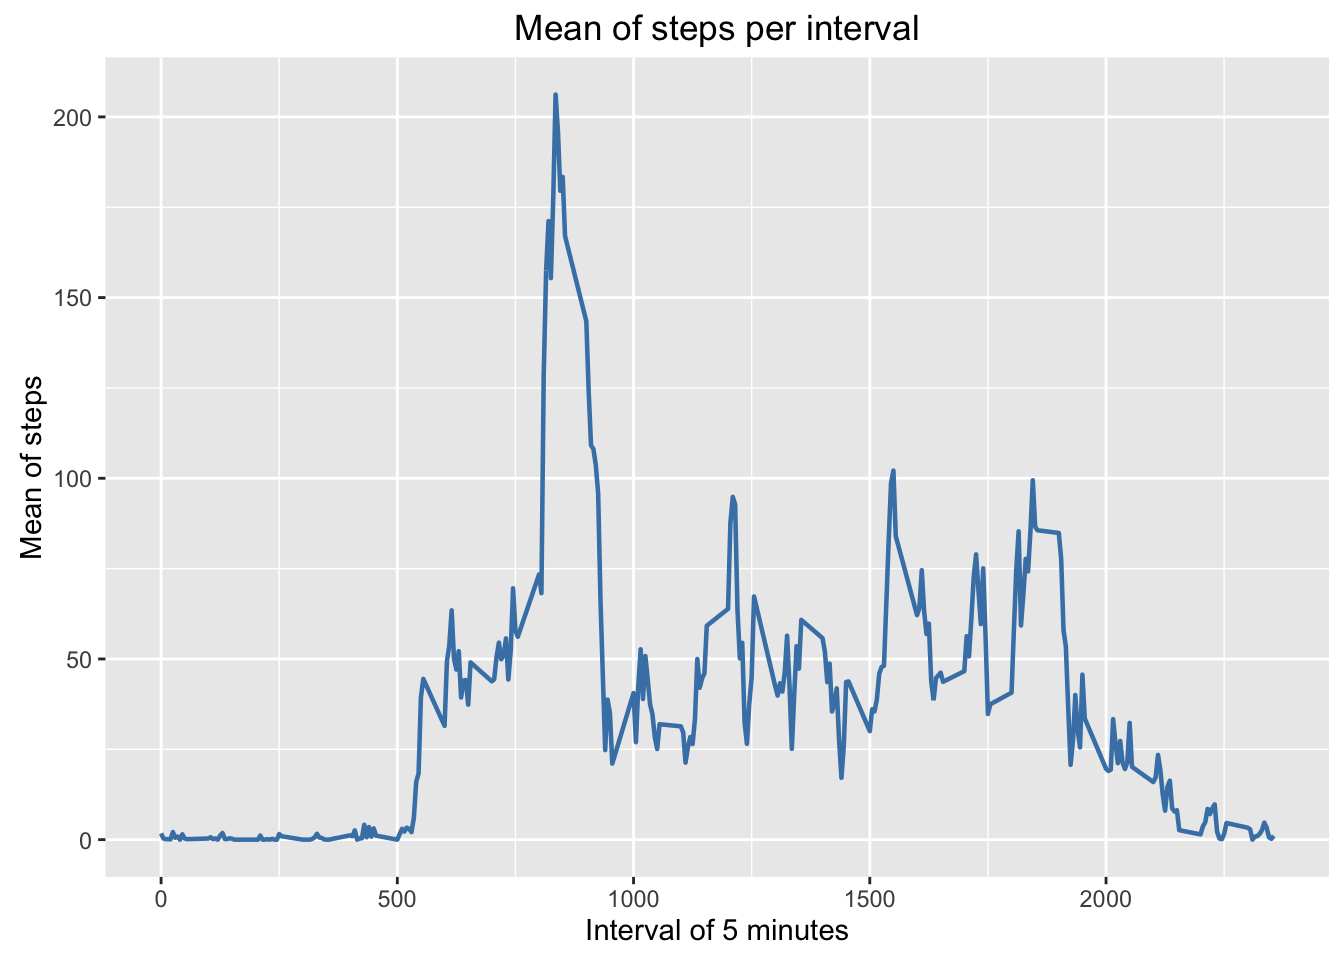 Mean of steps per interval
200
150
100
50
0
Mean of steps
0 500 1000 1500 2000
Interval of 5 minutes